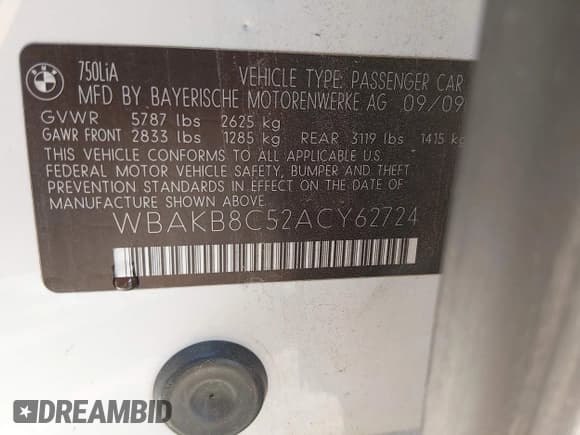 BMW
750LiA
VEHICLE TYPE: PASSENGER CAR
MFD BY BAYERISCHE MOTORENWERKE AG 09/09
GVWR 5787 lbs 2625 kg
GAWR FRONT 2833 lbs 1285 kg REAR 3119 lbs 1415 kg
THIS VEHICLE CONFORMS TO ALL APPLICABLE U.S.
FEDERAL MOTOR VEHICLE SAFETY, BUMPER AND THEFT
PREVENTION STANDARDS IN EFFECT ON THE DATE OF
MANUFACTURE SHOWN ABOVE.
WBAKB8C52ACY62724
DREAMBID